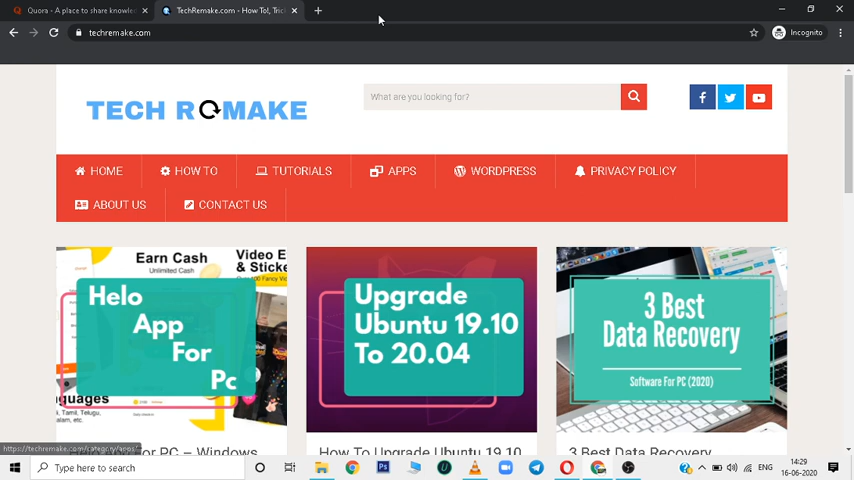 Quora - A place to share knowled
TechRemake.com - How To!, Tric
techremake.com
Incognito
TECH REMAKE
What are you looking for?
HOME
HOW TO
TUTORIALS
APPS
WORDPRESS
PRIVACY POLICY
ABOUT US
CONTACT US
Earn Cash
Unlimited Cash
Video E
& Sticke
Helo
App
For
Pc
nguages
Upgrade
Ubuntu 19.10
To 20.04
3 Best
Data Recovery
Software For PC (2020)
https://techremake.com/category/apps
How To Upgrade Ubuntu 19.10
3 Best Data Recovery
Type here to search
ENG
14:29
16-06-2020